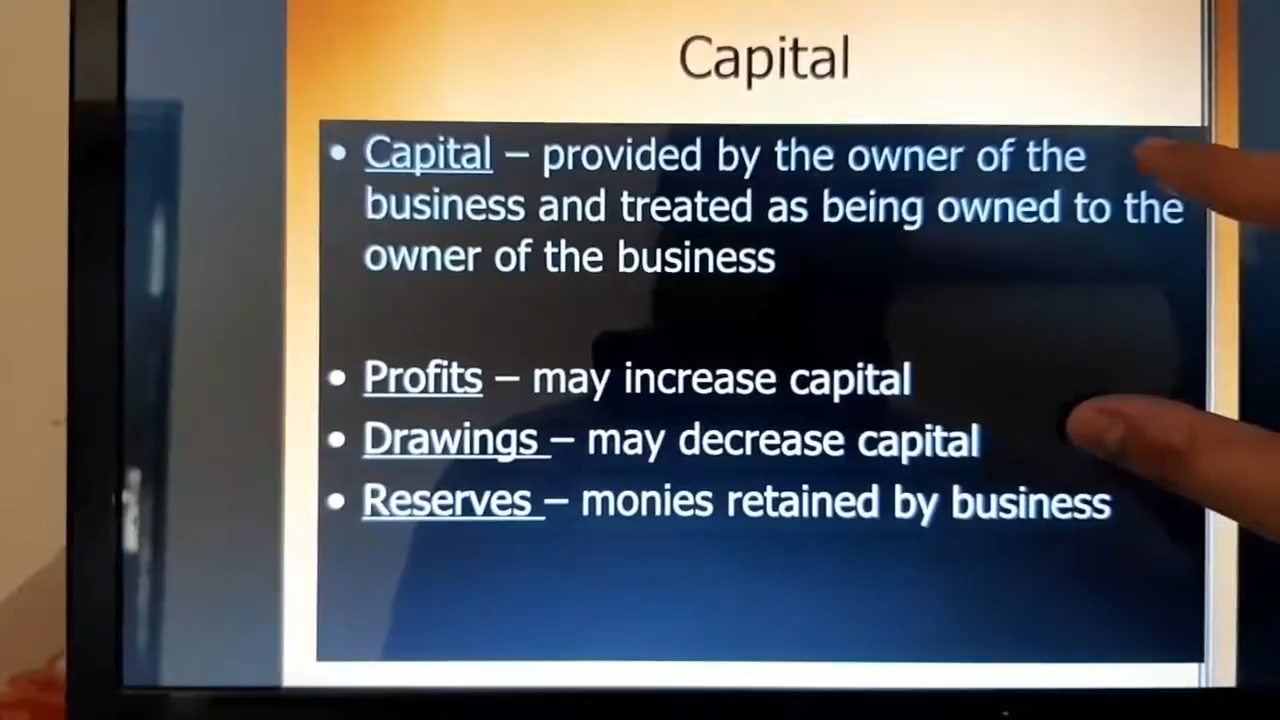 Capital
• Capital – provided by the owner of the
business and treated as being owned to the
owner of the business
• Profits – may increase capital
• Drawings – may decrease capital
• Reserves – monies retained by business